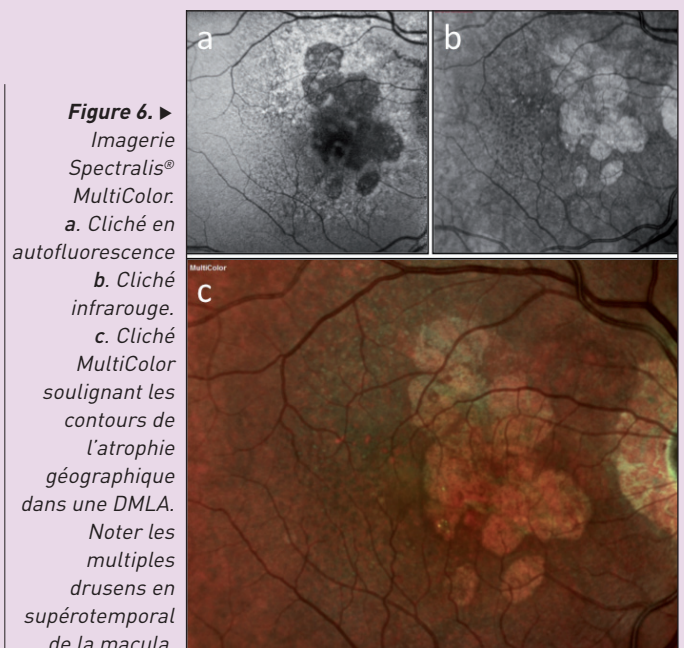 Figure 6. ►
Imagerie
Spectralis®
MultiColor.
a. Cliché en
autofluorescence
b. Cliché
infrarouge.
c. Cliché
MultiColor
soulignant les
contours de
l'atrophie
géographique
dans une DMLA.
Noter les
multiples
drusens en
supérotemporal
de la macula.
a
b
MultiColor
c